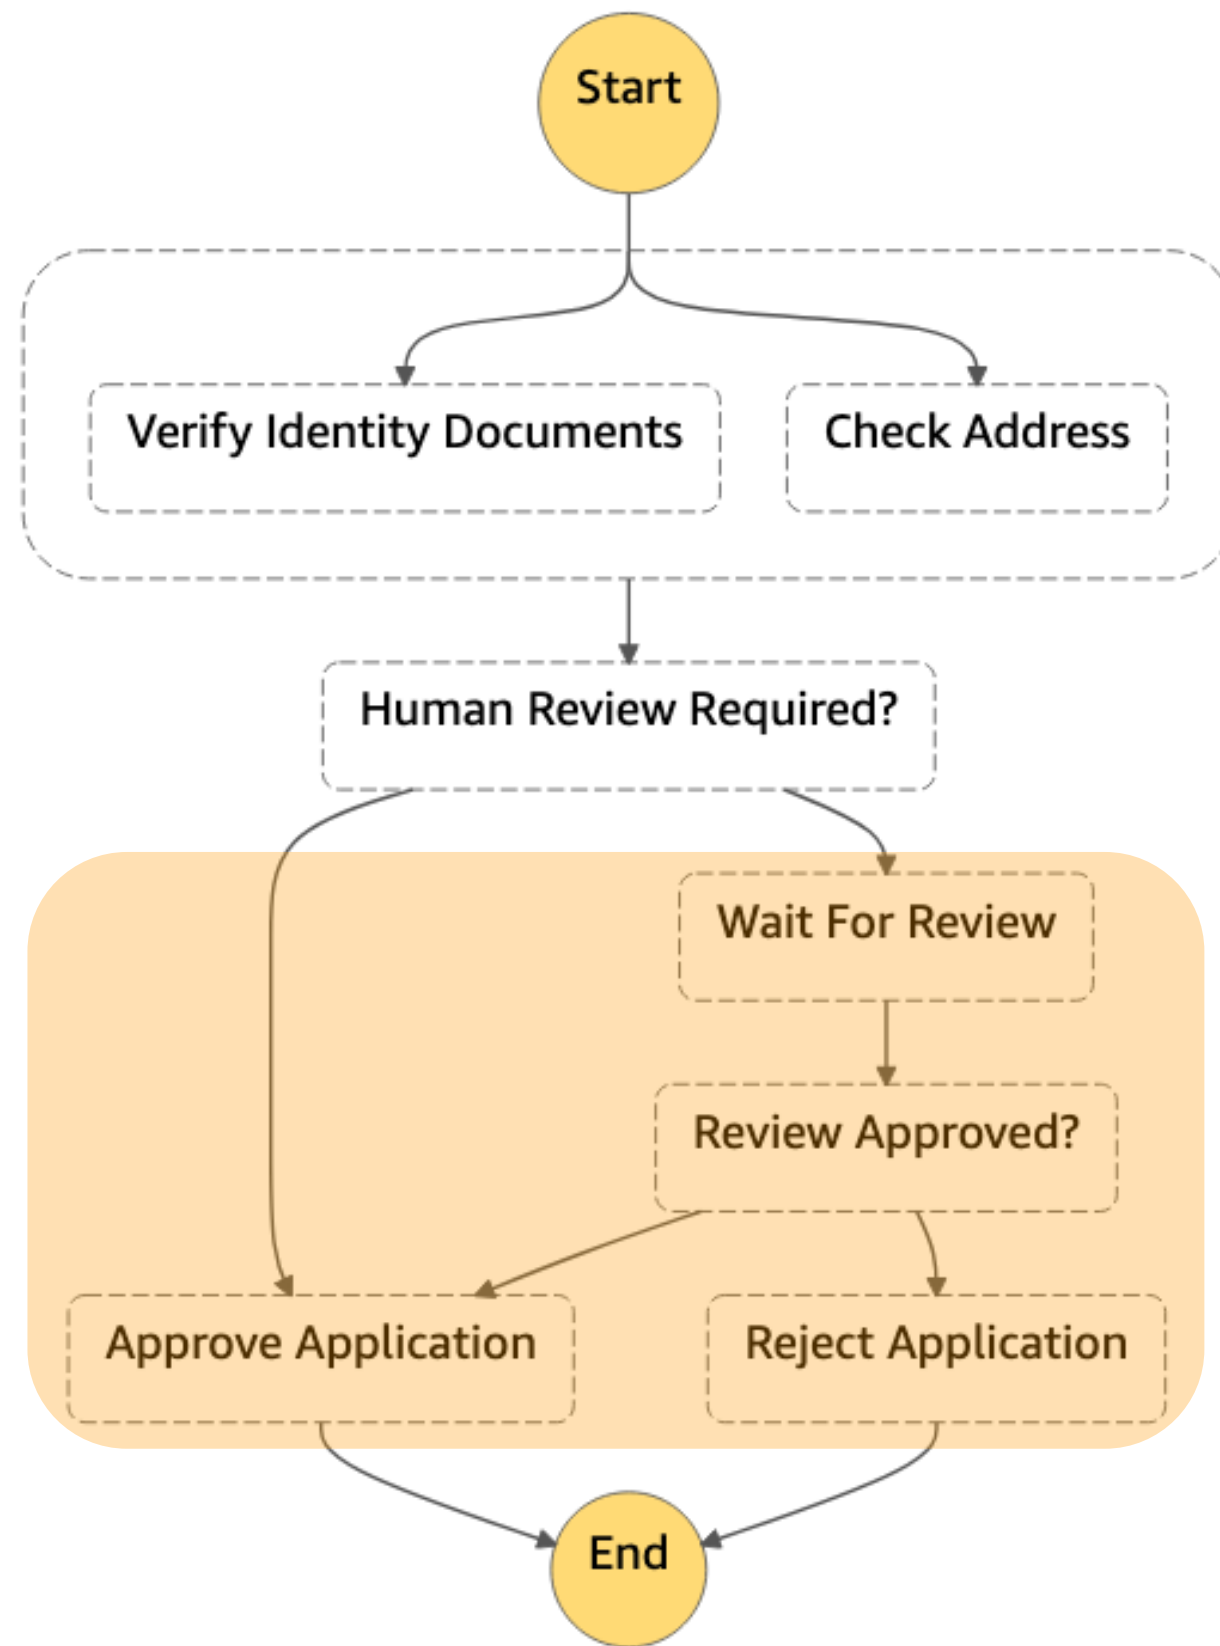 Start
Verify Identity Documents
Check Address
Human Review Required?
Wait For Review
Review Approved?
Approve Application
Reject Application
End